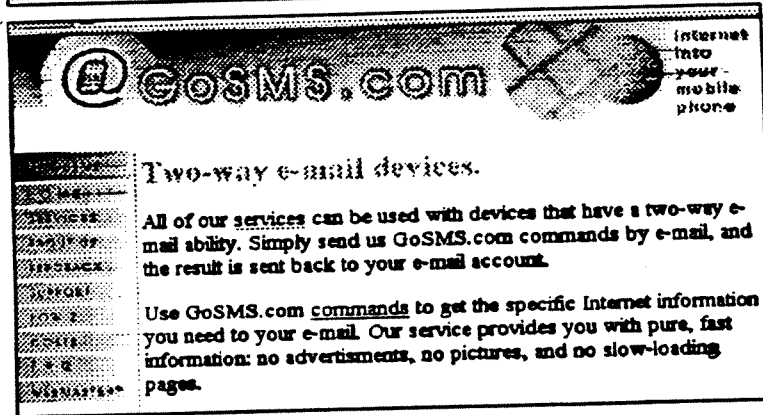 @GoSMS.com
Internet
into
your
mobile
phone
Two-way e-mail devices.
All of our services can be used with devices that have a two-way e-
mail ability. Simply send us GoSMS.com commands by e-mail, and
the result is sent back to your e-mail account.
Use GoSMS.com commands to get the specific Internet information
you need to your e-mail. Our service provides you with pure, fast
information: no advertisments, no pictures, and no slow-loading
pages.
SERVICES
FEEDBACK
SUPPORT